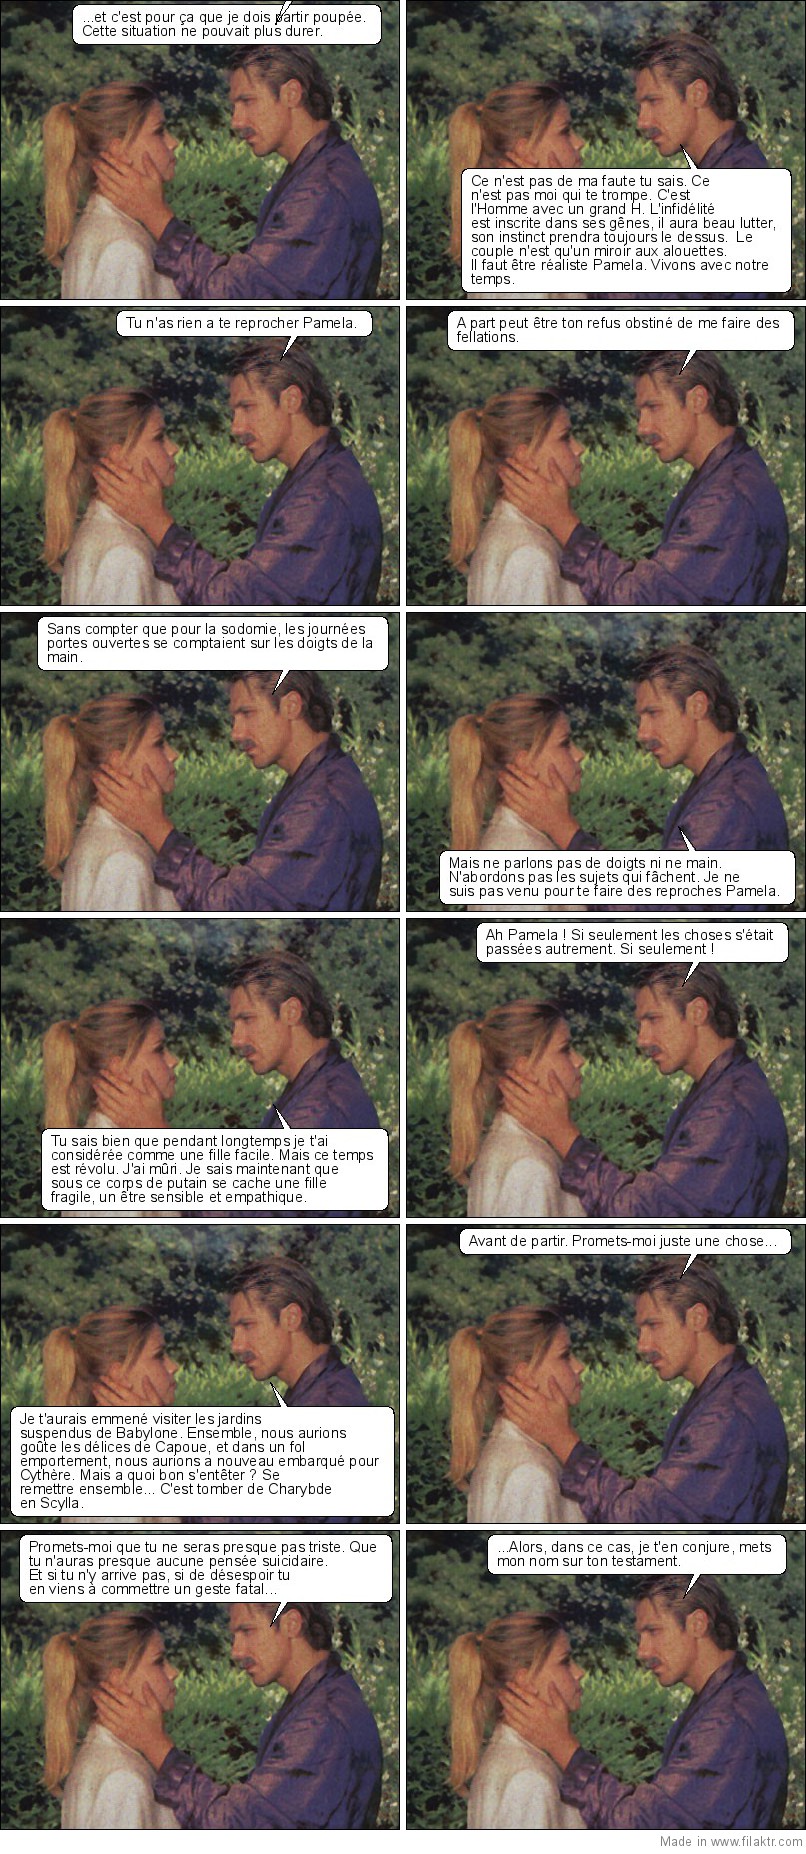 ...et c'est pour ça que je dois partir poupée.
Cette situation ne pouvait plus durer.
Ce n'est pas de ma faute tu sais. Ce
n'est pas moi qui te trompe. C'est
l'Homme avec un grand H. L'infidélité
est inscrite dans ses gênes, il aura beau lutter,
son instinct prendra toujours le dessus. Le
couple n'est qu'un miroir aux alouettes.
Il faut être réaliste Pamela. Vivons avec notre
temps.
Tu n'as rien a te reprocher Pamela.
A part peut être ton refus obstiné de me faire des
fellations.
Sans compter que pour la sodomie, les journées
portes ouvertes se comptaient sur les doigts de la
main.
Mais ne parlons pas de doigts ni ne main.
N'abordons pas les sujets qui fâchent. Je ne
suis pas venu pour te faire des reproches Pamela.
Tu sais bien que pendant longtemps je t'ai
considérée comme une fille facile. Mais ce temps
est révolu. J'ai mûri. Je sais maintenant que
sous ce corps de putain se cache une fille
fragile, un être sensible et empathique.
Ah Pamela ! Si seulement les choses s'était
passées autrement. Si seulement !
Je t'aurais emmené visiter les jardins
suspendus de Babylone. Ensemble, nous aurions
goûte les délices de Capoue, et dans un fol
emportement, nous aurions a nouveau embarqué pour
Cythère. Mais a quoi bon s'entêter ? Se
remettre ensemble... C'est tomber de Charybde
en Scylla.
Avant de partir. Promets-moi juste une chose...
Promets-moi que tu ne seras presque pas triste. Que
tu n'auras presque aucune pensée suicidaire.
Et si tu n'y arrive pas, si de désespoir tu
en viens à commettre un geste fatal...
...Alors, dans ce cas, je t'en conjure, mets
mon nom sur ton testament.
Made in www.filaktr.com